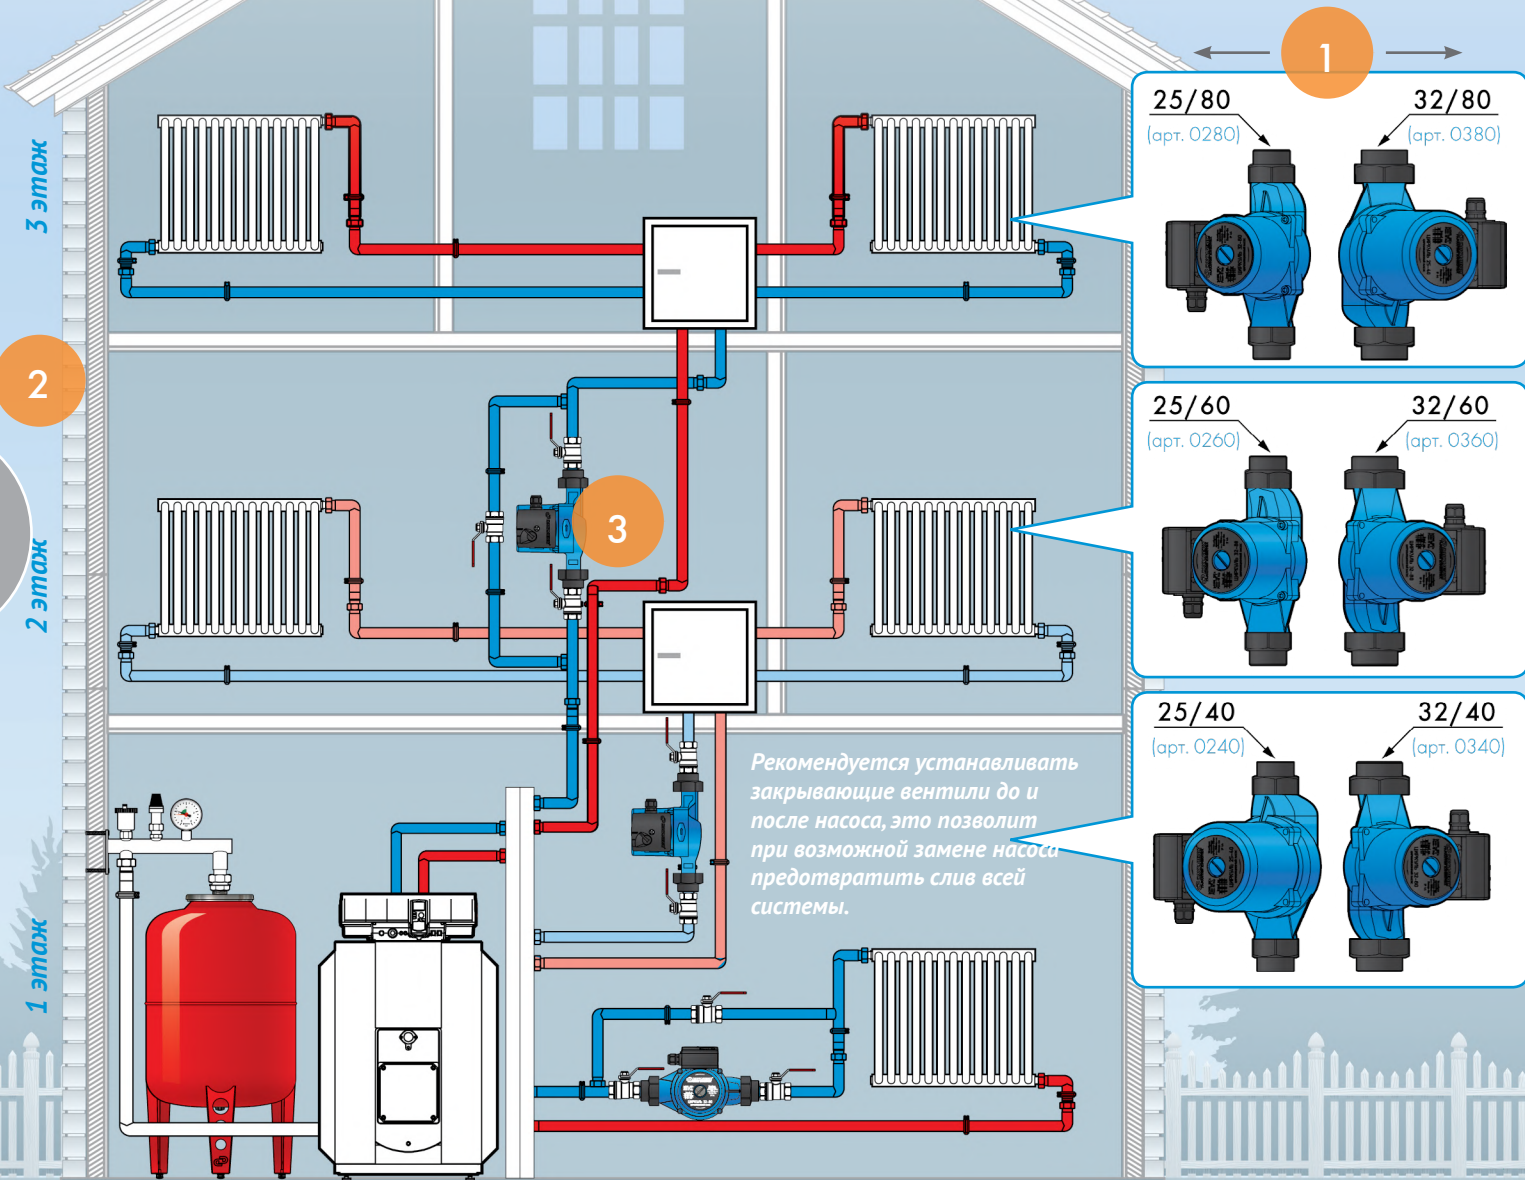 1
25/80
32/80
(арт. 0280)
(арт. 0380)
3 этаж
2
25/60
32/60
(арт. 0260)
(арт. 0360)
3
2 этаж
25/40
32/40
(арт. 0240)
(арт. 0340)
Рекомендуется устанавливать
закрывающие вентили до и
после насоса, это позволит
при возможной замене насоса
предотвратить слив всей
системы.
1 этаж